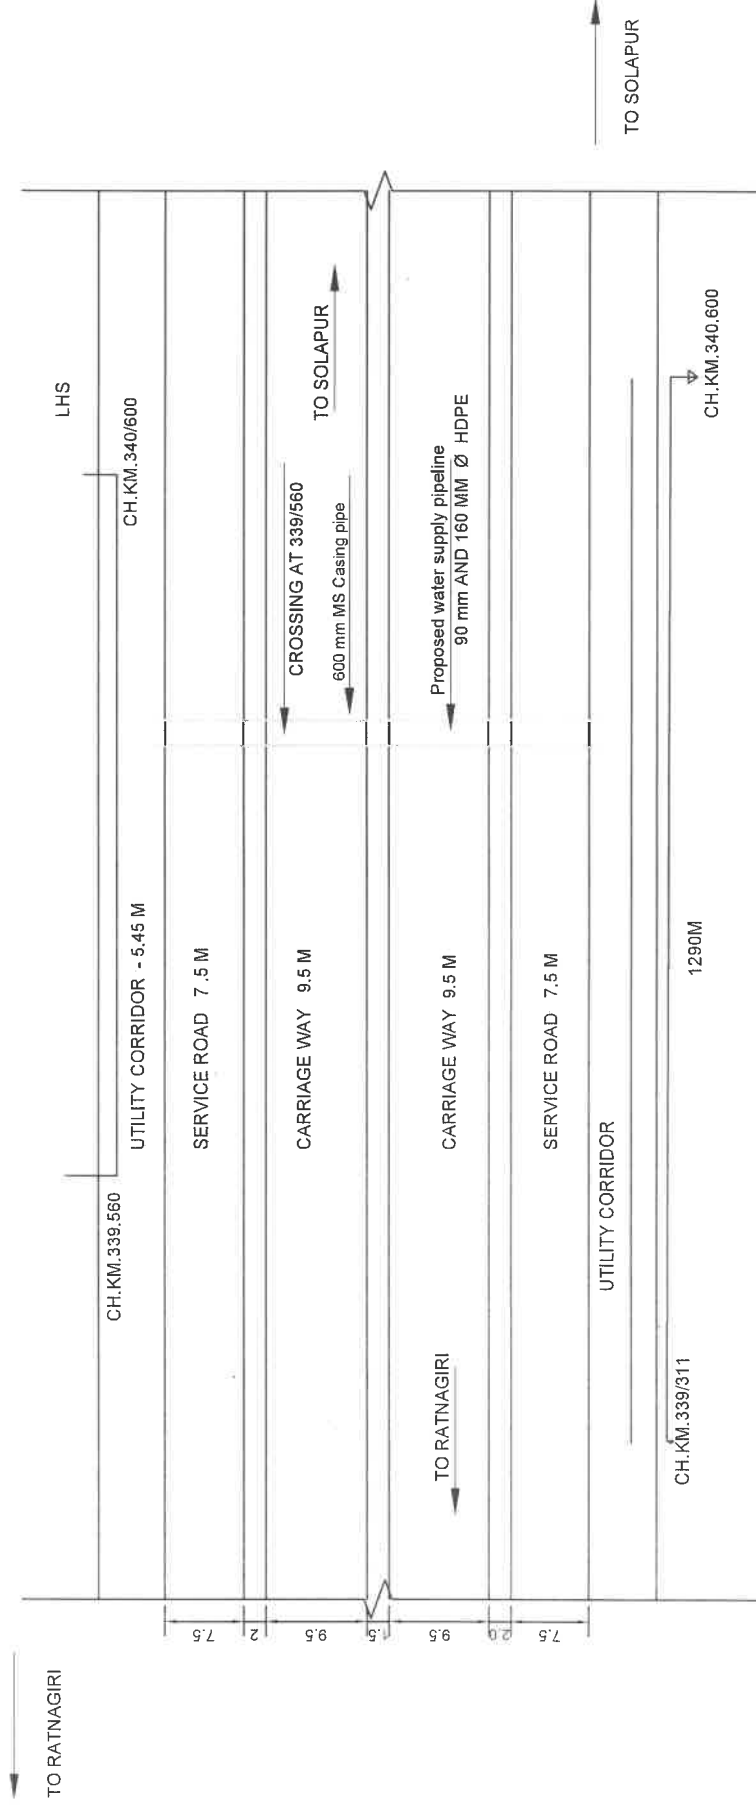 TO SOLAPUR
LHS
CH.KM.340/600
TO SOLAPUR
CROSSING AT 339/560
600 mm MS Casing pipe
Proposed water supply pipeline
90 mm AND 160 MM Ø HDPE
CH.KM.340.600
UTILITY CORRIDOR - 5.45 M
SERVICE ROAD 7.5 M
CARRIAGE WAY 9.5 M
CARRIAGE WAY 9.5 M
SERVICE ROAD 7.5 M
UTILITY CORRIDOR
1290M
CH.KM.339.560
TO RATNAGIRI
CH.KM.339/311
7.5
2
9.5
9.5
2.0
7.5
TO RATNAGIRI